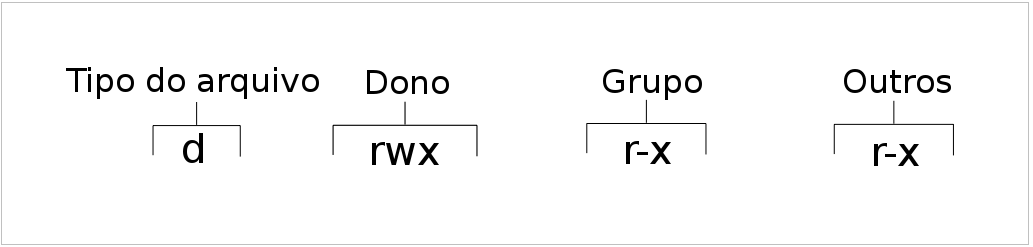 Tipo do arquivo Dono Grupo Outros
d rwx r-x r-x